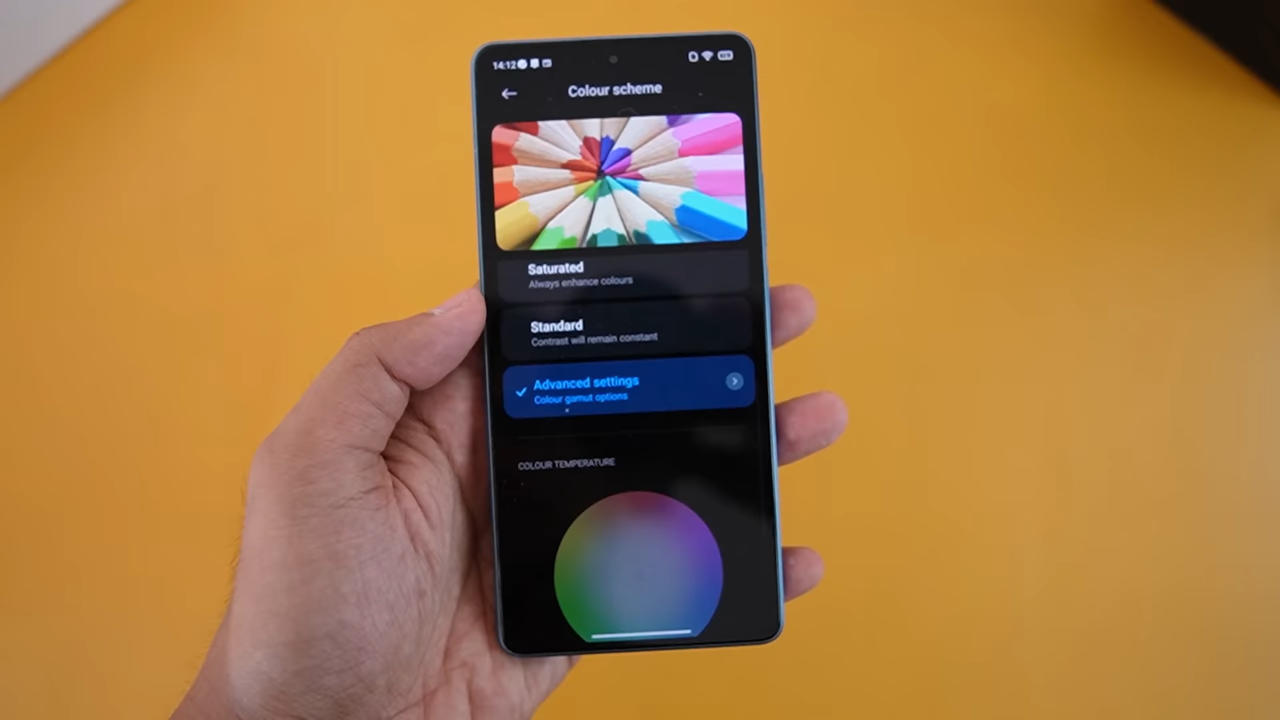 14:12
Colour scheme
Saturated
Always enhance colours
Standard
Contrast will remain constant
Advanced settings
Colour gamut options
COLOUR TEMPERATURE